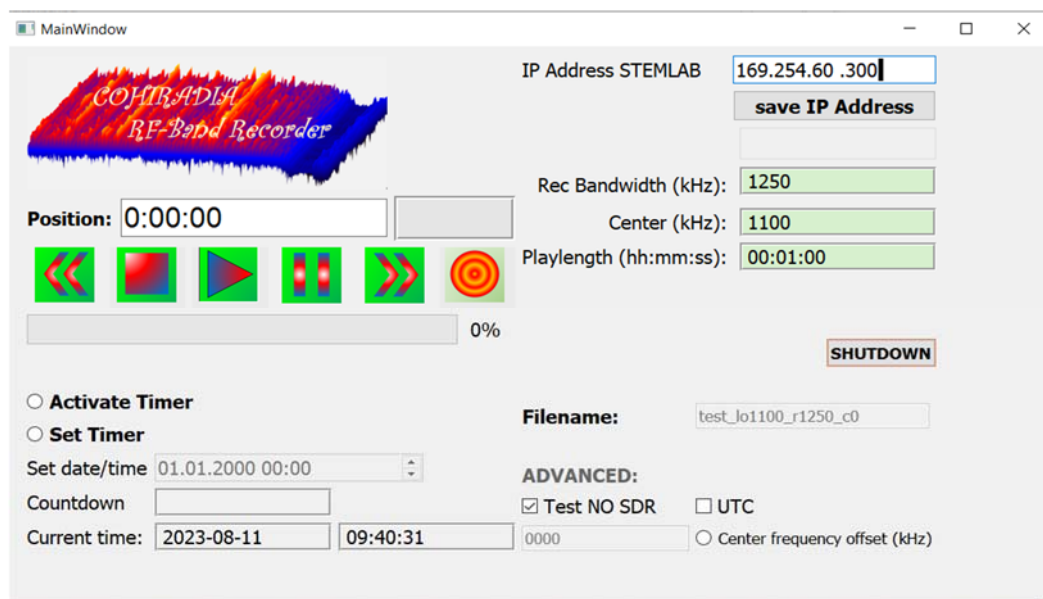 MainWindow
COHIRADIA
RF-Band Recorder
IP Address STEMLAB 169.254.60 .300
save IP Address
Rec Bandwidth (kHz): 1250
Position: 0:00:00
Center (kHz): 1100
Playlength (hh:mm:ss): 00:01:00
0%
SHUTDOWN
Activate Timer
Set Timer
Set date/time 01.01.2000 00:00
Countdown
Current time: 2023-08-11 09:40:31
Filename: test_lo1100_r1250_c0
ADVANCED:
Test NO SDR UTC
0000 Center frequency offset (kHz)